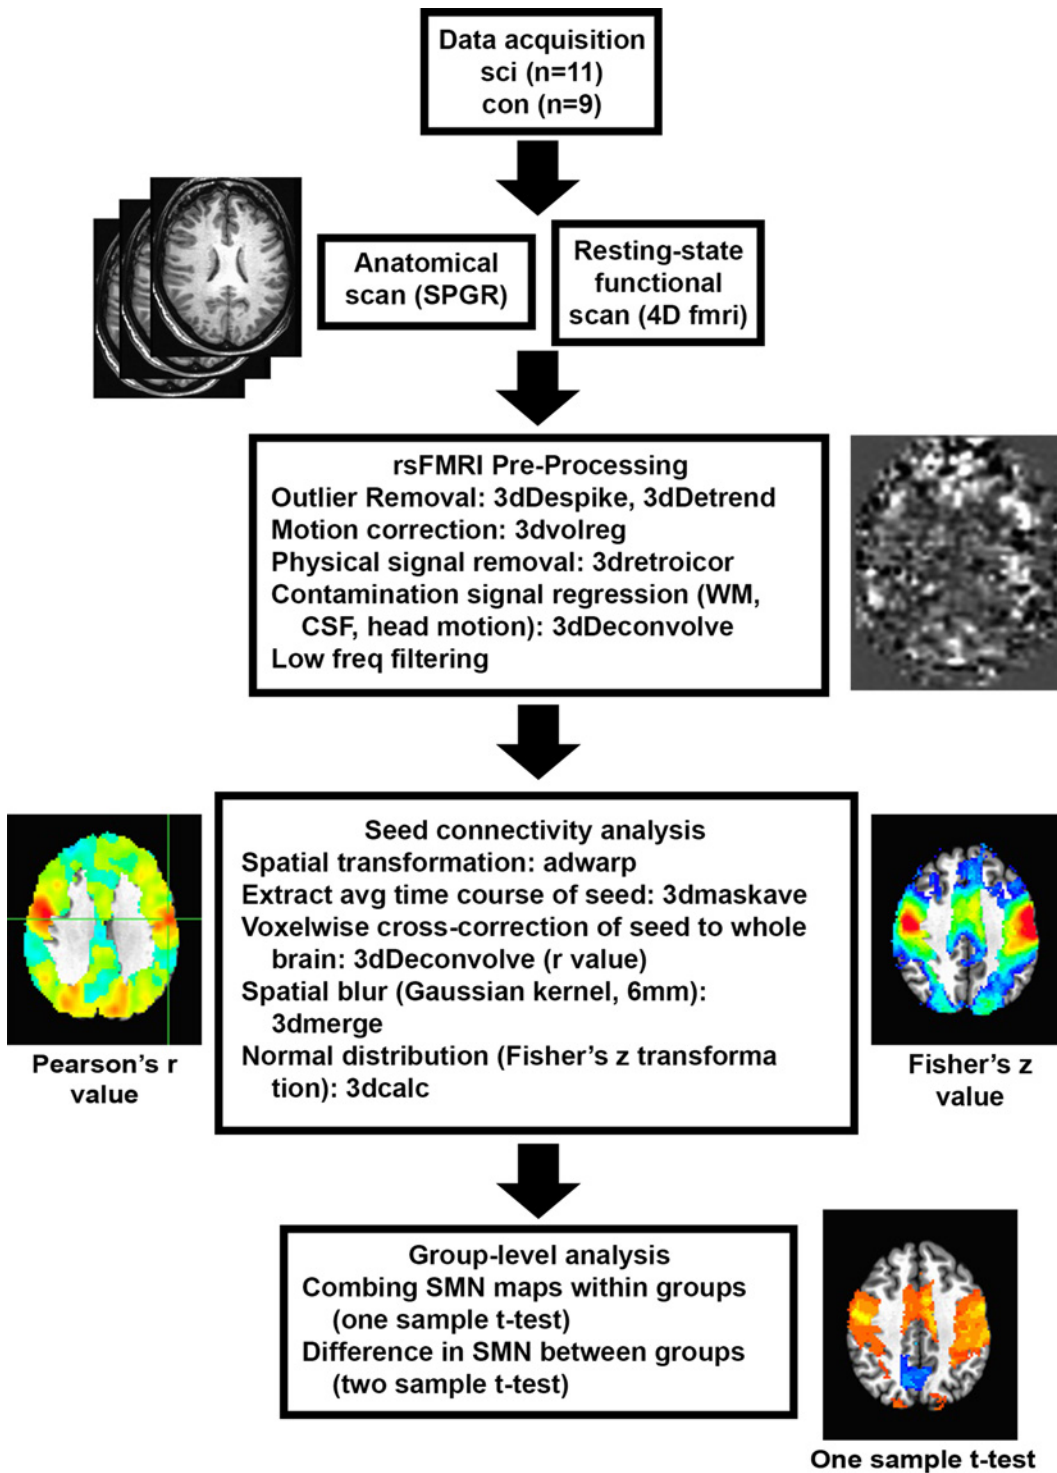 Data acquisition
sci (n=11)
con (n=9)
Anatomical
scan (SPGR)
Resting-state
functional
scan (4D fmri)
rsFMRI Pre-Processing
Outlier Removal: 3dDespike, 3dDetrend
Motion correction: 3dvolreg
Physical signal removal: 3dretroicor
Contamination signal regression (WM,
CSF, head motion): 3dDeconvolve
Low freq filtering
Seed connectivity analysis
Spatial transformation: adwarp
Extract avg time course of seed: 3dmaskave
Voxelwise cross-correction of seed to whole
brain: 3dDeconvolve (r value)
Spatial blur (Gaussian kernel, 6mm):
3dmerge
Normal distribution (Fisher's z transforma
tion): 3dcalc
Pearson's r
value
Fisher's z
value
Group-level analysis
Combing SMN maps within groups
(one sample t-test)
Difference in SMN between groups
(two sample t-test)
One sample t-test